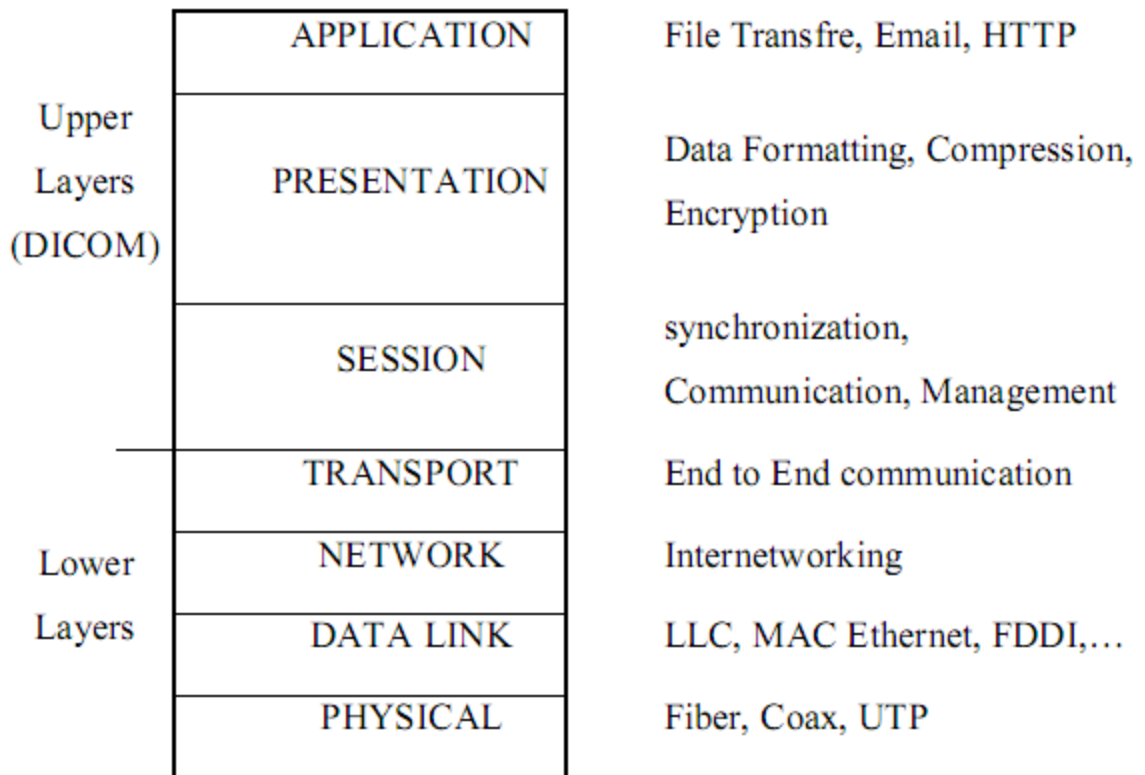 APPLICATION
File Transfre, Email, HTTP
Upper
Layers
(DICOM)
PRESENTATION
Data Formatting, Compression,
Encryption
SESSION
synchronization,
Communication, Management
TRANSPORT
End to End communication
Lower
Layers
NETWORK
Internetworking
DATA LINK
LLC, MAC Ethernet, FDDI,…
PHYSICAL
Fiber, Coax, UTP